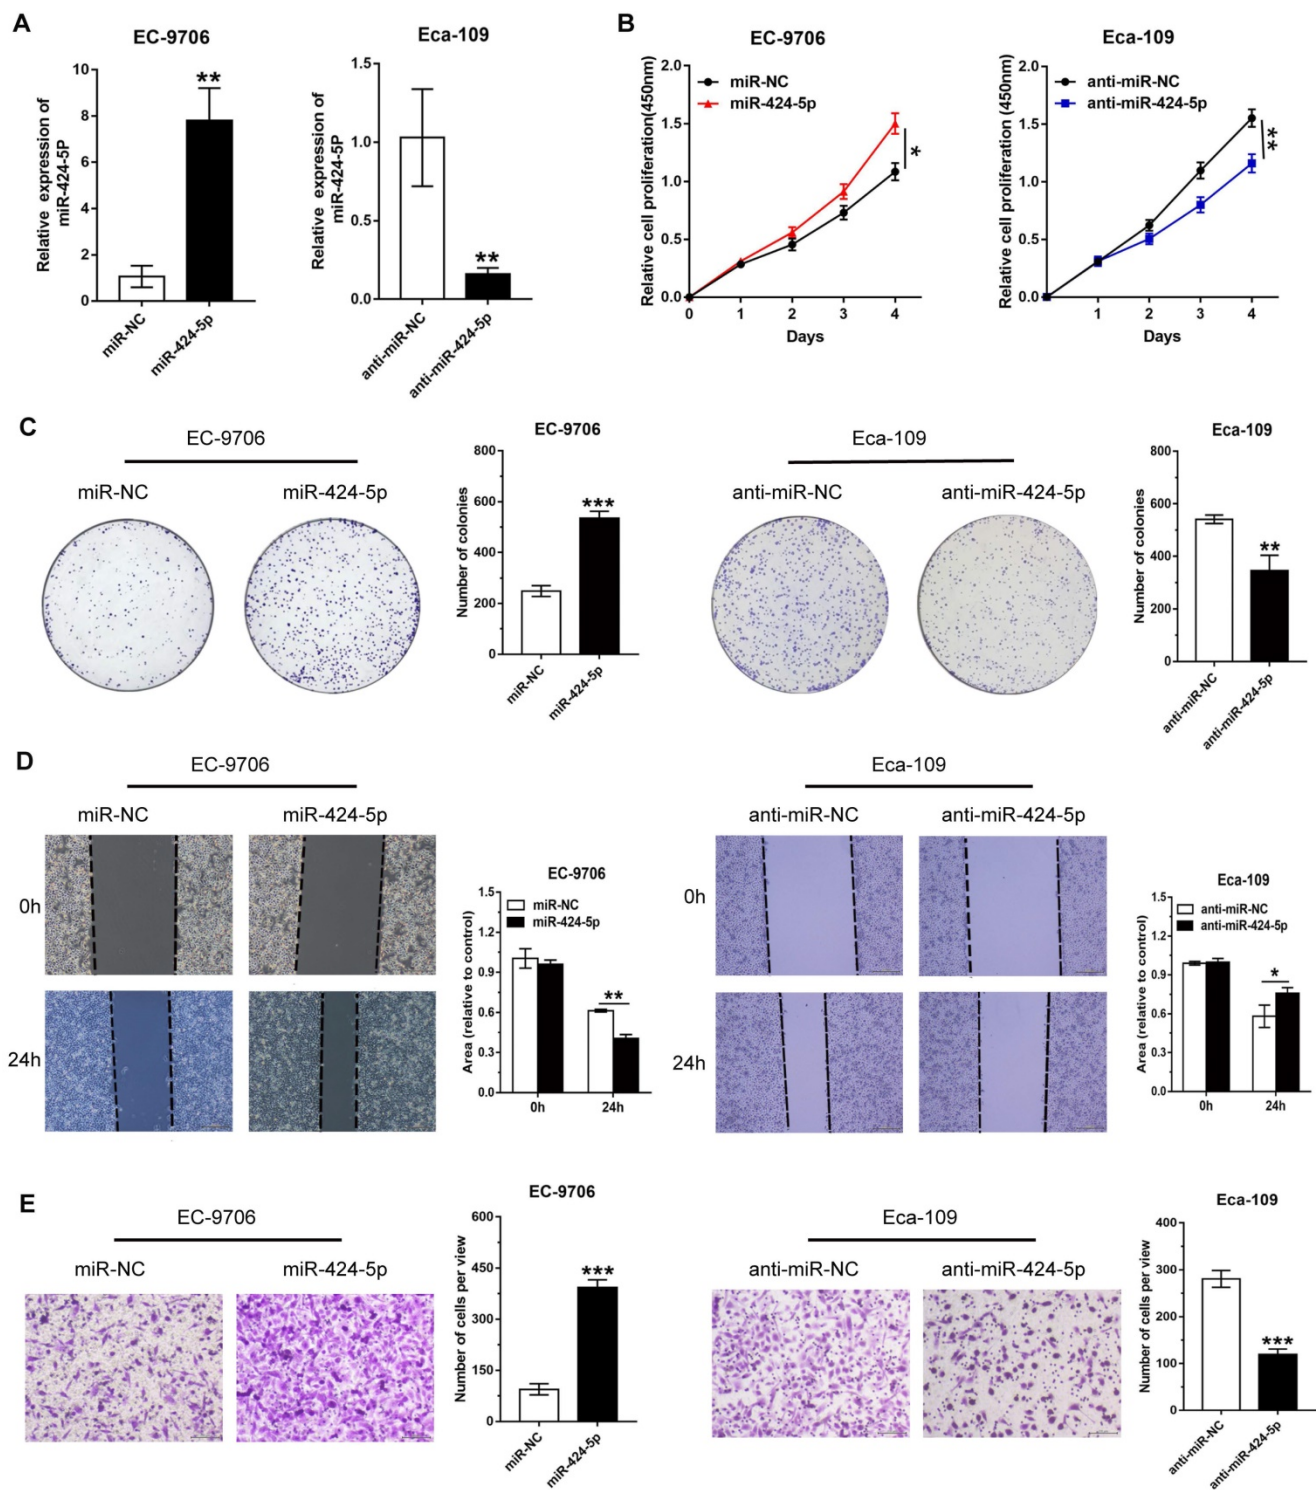 A
EC-9706
Relative expression of
miR-424-5P
10
8
6
4
2
0
**
miR-NC
miR-424-5p
Eca-109
Relative expression of
miR-424-5P
1.5
1.0
0.5
0.0
**
anti-miR-NC
anti-miR-424-5p
B
EC-9706
Relative cell proliferation(450nm)
2.0
1.5
1.0
0.5
0.0
miR-NC
miR-424-5p
*
0 1 2 3 4
Days
Eca-109
Relative cell proliferation (450nm)
2.0
1.5
1.0
0.5
0.0
anti-miR-NC
anti-miR-424-5p
**
1 2 3 4
Days
C
EC-9706
miR-NC miR-424-5p
EC-9706
Number of colonies
800
600
400
200
0
***
miR-NC
miR-424-5p
Eca-109
anti-miR-NC anti-miR-424-5p
Eca-109
Number of colonies
800
600
400
200
0
**
anti-miR-NC
anti-miR-424-5p
D
EC-9706
miR-NC miR-424-5p
0h
24h
EC-9706
Area (relative to control)
1.5
1.2
0.9
0.6
0.3
0.0
miR-NC
miR-424-5p
**
0h 24h
Eca-109
anti-miR-NC anti-miR-424-5p
0h
24h
Eca-109
Area (relative to control)
1.5
1.2
0.9
0.6
0.3
0.0
anti-miR-NC
anti-miR-424-5p
*
0h 24h
E
EC-9706
miR-NC miR-424-5p
EC-9706
Number of cells per view
600
450
300
175
75
0
***
miR-NC
miR-424-5p
Eca-109
anti-miR-NC anti-miR-424-5p
Eca-109
Number of cells per view
400
300
200
100
0
***
anti-miR-NC
anti-miR-424-5p